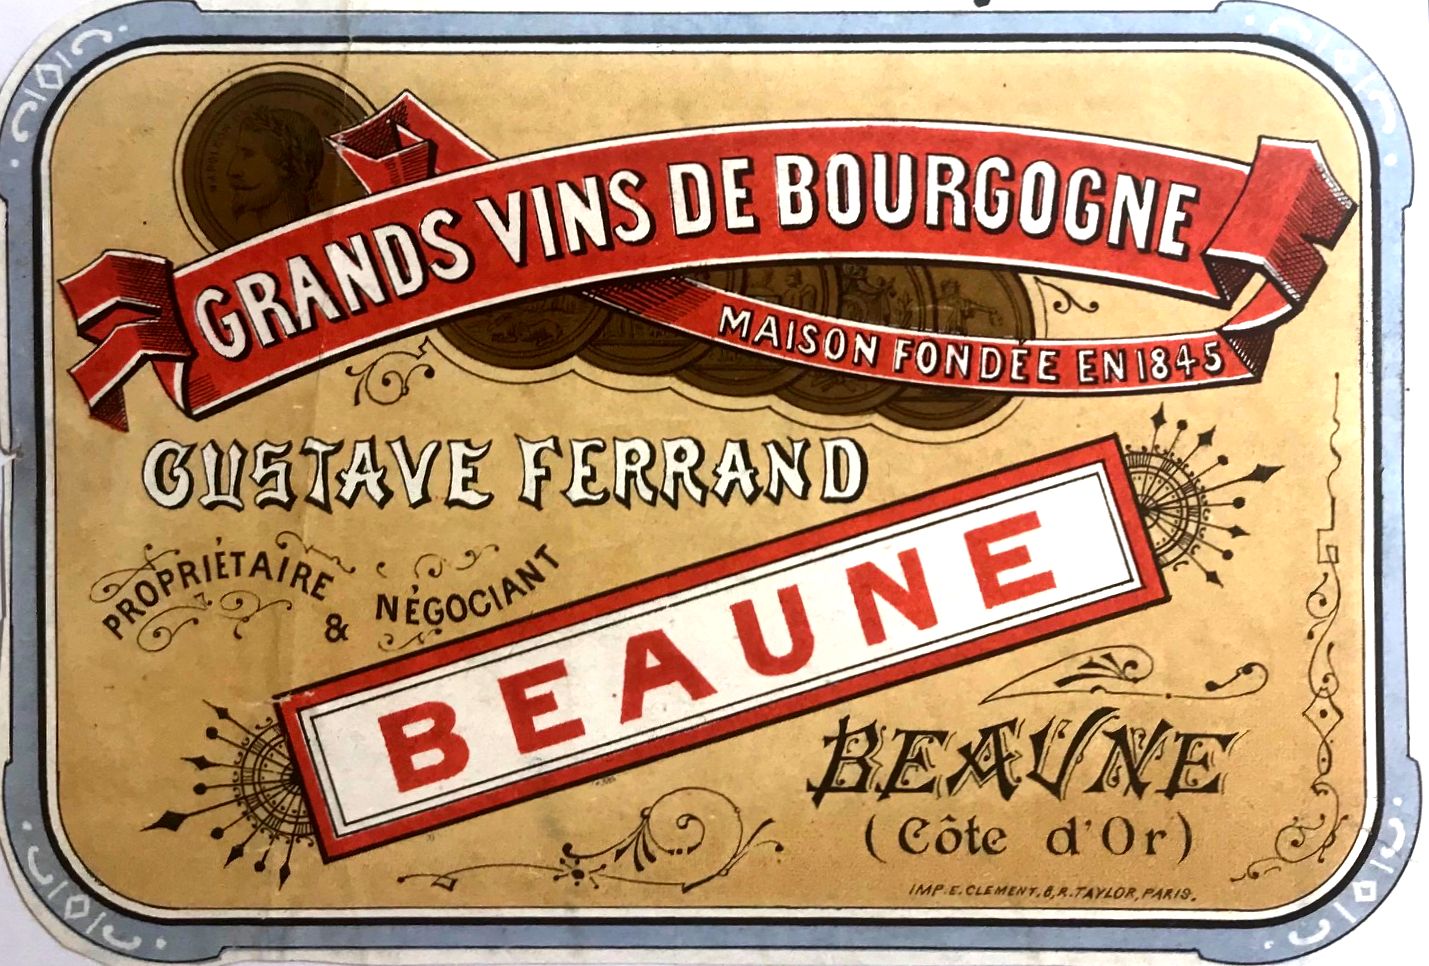 GRANDS VINS DE BOURGOGNE
MAISON FONDÉE EN 1845
GUSTAVE FERRAND
PROPRIÉTAIRE & NÉGOCIANT
BEAUNE
BEAUNE
(Côte d'Or)
IMP. E. CLEMENT, 8, R. TAYLOR, PARIS.